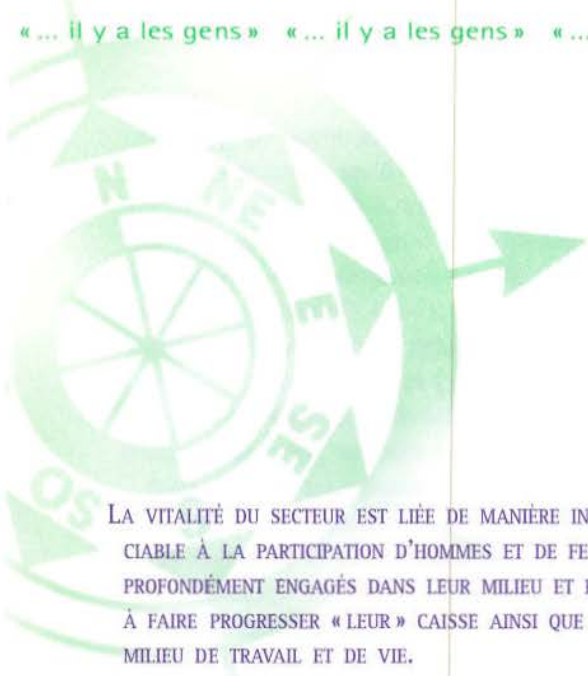 «... il y a les gens» «... il y a les gens» «...
N
NE
E
SE
S
SO
LA VITALITÉ DU SECTEUR EST LIÉE DE MANIÈRE IN
CIABLE À LA PARTICIPATION D'HOMMES ET DE FE
PROFONDÉMENT ENGAGÉS DANS LEUR MILIEU ET
À FAIRE PROGRESSER «LEUR» CAISSE AINSI QUE
MILIEU DE TRAVAIL ET DE VIE.